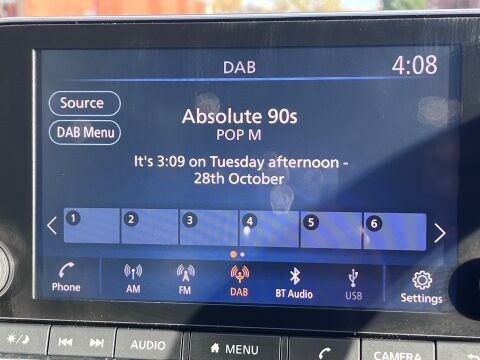 DAB
4:08
Source
DAB Menu
Absolute 90s
POP M
It's 3:09 on Tuesday afternoon -
28th October
1 2 3 4 5 6
Phone
AM
FM
DAB
BT Audio
USB
Settings
AUDIO
MENU
CAMERA